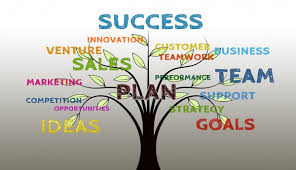 SUCCESS
INNOVATION
CUSTOMER
VENTURE
TEAMWORK
BUSINESS
SALES
MARKETING
PERFORMANCE
TEAM
PLAN
COMPETITION
SUPPORT
OPPORTUNITIES
STRATEGY
IDEAS
GOALS